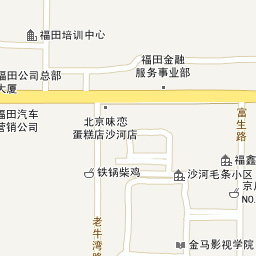 福田培训中心
福田金融
服务事业部
福田公司总部
大厦
福田汽车
营销公司
北京味恋
蛋糕店沙河店
富生路
铁锅柴鸡
福鑫
沙河毛条小区
京
NO.
老牛湾路
金马影视学院